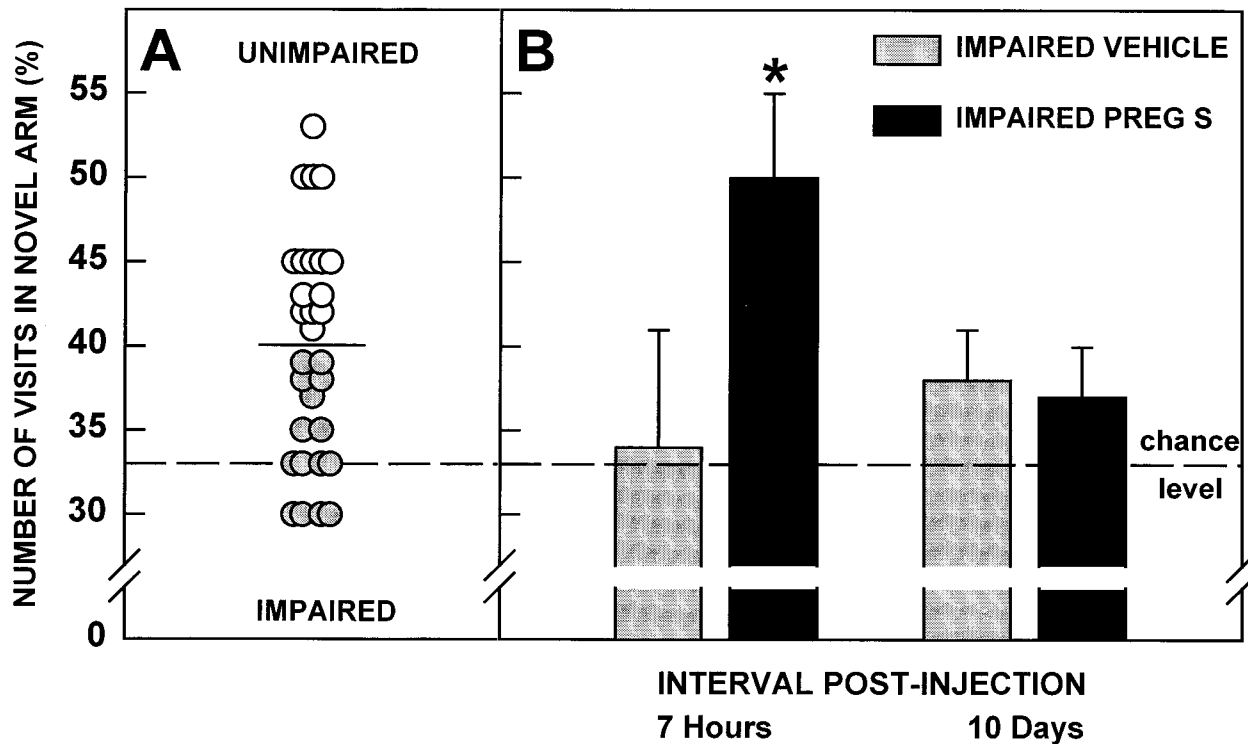 NUMBER OF VISITS IN NOVEL ARM (%)
55
50
45
40
35
30
0
A
UNIMPAIRED
IMPAIRED
B
*
IMPAIRED VEHICLE
IMPAIRED PREG S
chance
level
INTERVAL POST-INJECTION
7 Hours
10 Days